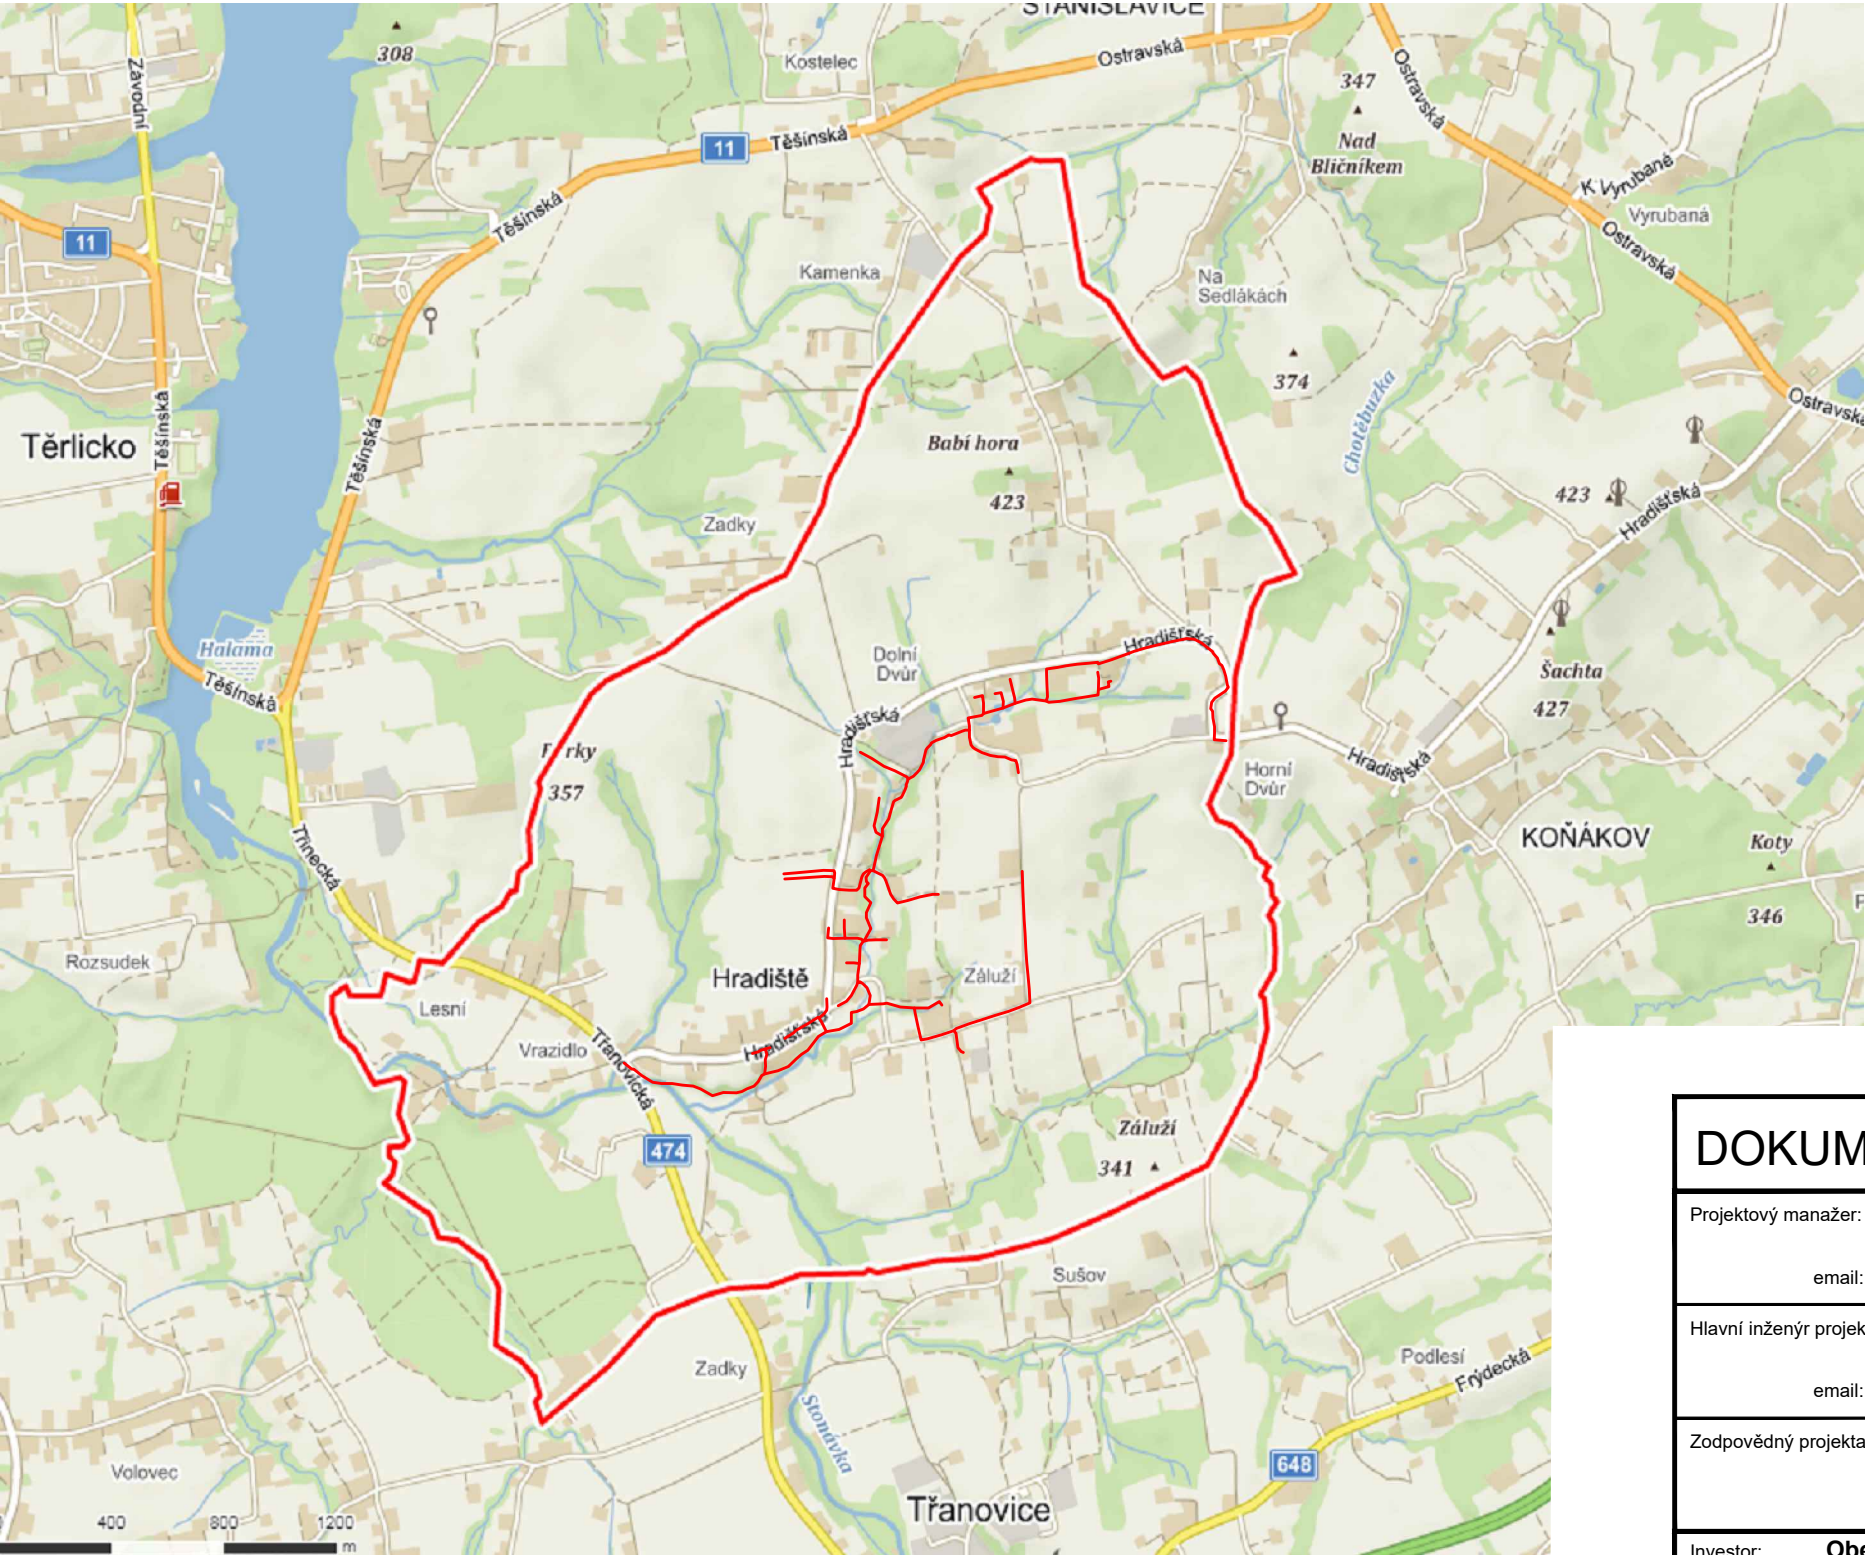 STANISLAVICE
308
Závodní
Kostelec
Ostravská
Ostravská
347
Nad
Bličníkem
11
Těšínská
K Vyrubané
Vyrubaná
Těšínská
11
Ostravská
Kamenka
Na
Sedlákách
374
Ostravská
Těrlicko
Těšínská
Těšínská
Babí hora
423
Chotěbuzka
423
Hradišťská
Zadky
Halama
Těšínská
Dolní
Dvůr
Hradišťská
Šachta
427
Hradišťská
Hradišťská
357
Horní
Dvůr
Hradišťská
KOŇÁKOV
Koty
346
Třinecká
Rozsudek
Lesní
Hradiště
Záluží
Vrazidlo
Třanovická
Hradišťská
474
Záluží
341
Sušov
Zadky
Stonávka
Podlesí
Frýdecká
648
Volovec
Třanovice
400
800
1200
m
DOKUM
Projektový manažer:
email:
Hlavní inženýr projek
email:
Zodpovědný projekta
Investor: Obe